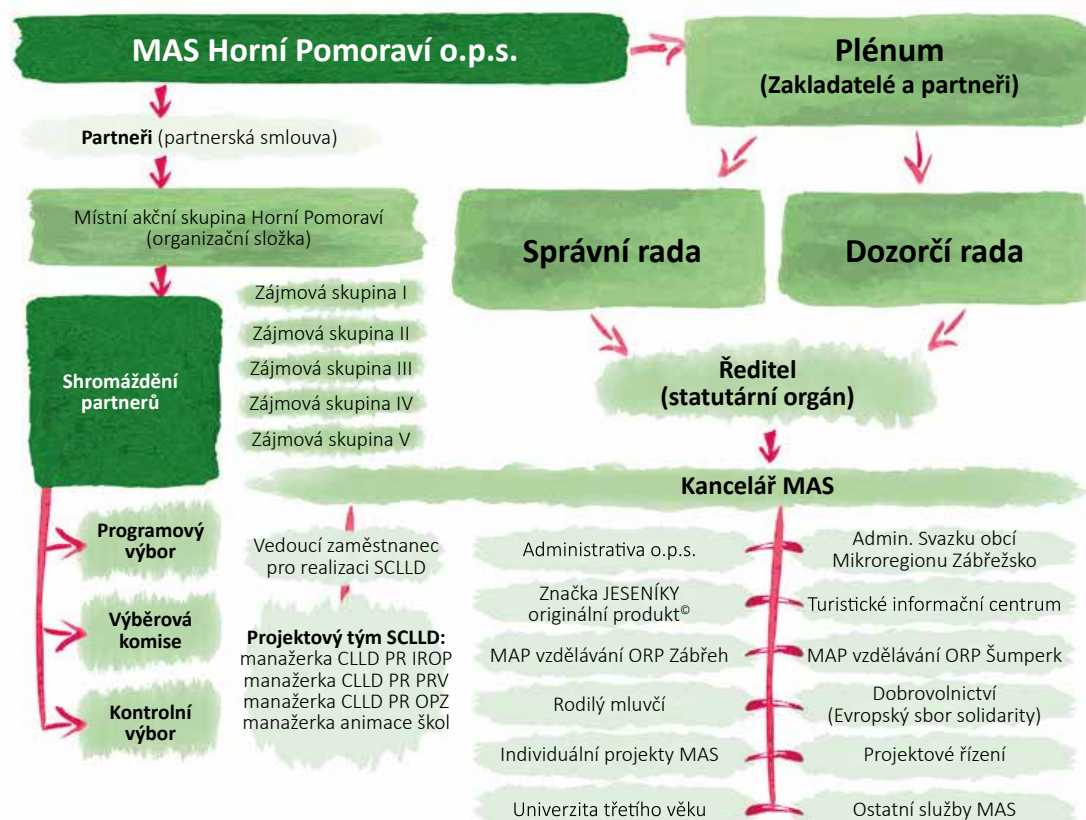 MAS Horní Pomoraví o.p.s.
Plénum
(Zakladatelé a partneři)
Partneři (partnerská smlouva)
Místní akční skupina Horní Pomoraví
(organizační složka)
Správní rada
Dozorčí rada
Zájmová skupina I
Zájmová skupina II
Zájmová skupina III
Zájmová skupina IV
Zájmová skupina V
Shromáždění
partnerů
Ředitel
(statutární orgán)
Kancelář MAS
Programový
výbor
Výběrová
komise
Kontrolní
výbor
Vedoucí zaměstnanec
pro realizaci SCLLD
Projektový tým SCLLD:
manažerka CLLD PR IROP
manažerka CLLD PR PRV
manažerka CLLD PR OPZ
manažerka animace škol
Administrativa o.p.s.
Admin. Svazku obcí
Mikroregionu Zábřežsko
Značka JESENÍKY
originální produkt©
Turistické informační centrum
MAP vzdělávání ORP Zábřeh
MAP vzdělávání ORP Šumperk
Rodilý mluvčí
Dobrovolnictví
(Evropský sbor solidarity)
Individuální projekty MAS
Projektové řízení
Univerzita třetího věku
Ostatní služby MAS